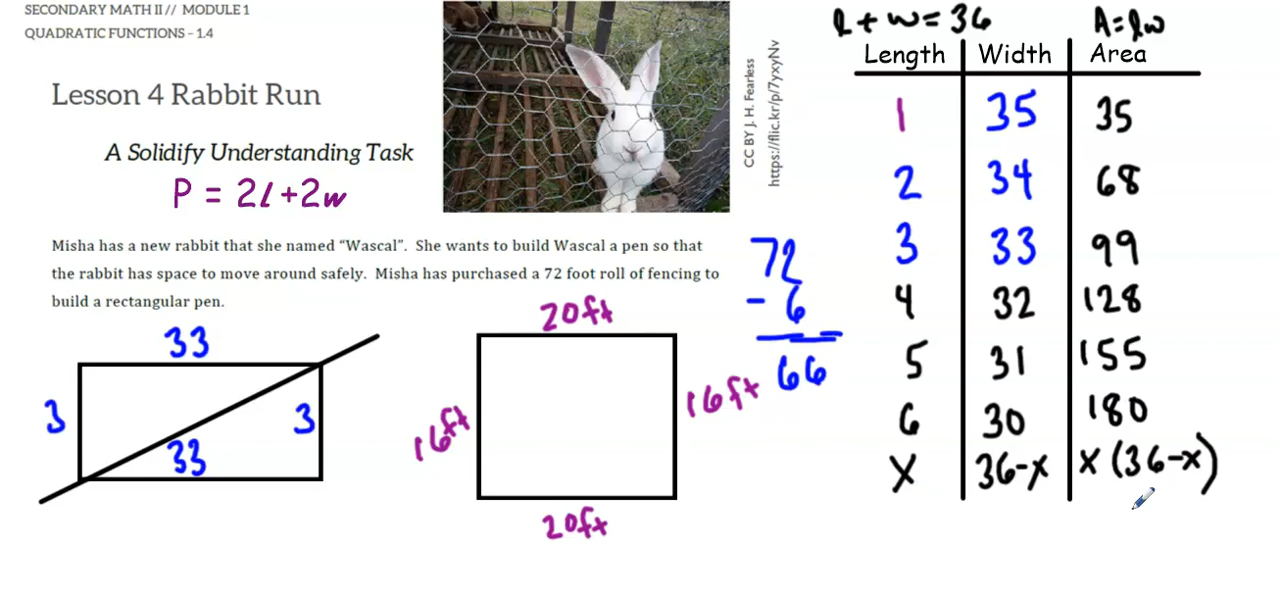 SECONDARY MATH II // MODULE 1
QUADRATIC FUNCTIONS – 1.4
Lesson 4 Rabbit Run
A Solidify Understanding Task
P = 2l+2w
CC BY J. H. Fearless
https://flic.kr/p/7yxyNv
Misha has a new rabbit that she named “Wascal”. She wants to build Wascal a pen so that
the rabbit has space to move around safely. Misha has purchased a 72 foot roll of fencing to
build a rectangular pen.
33
3
3
33
20ft
16ft
16ft
20ft
72
- 6
66
l + w = 36 A = lw
Length Width Area
1 35 35
2 34 68
3 33 99
4 32 128
5 31 155
6 30 180
x 36-x x (36-x)